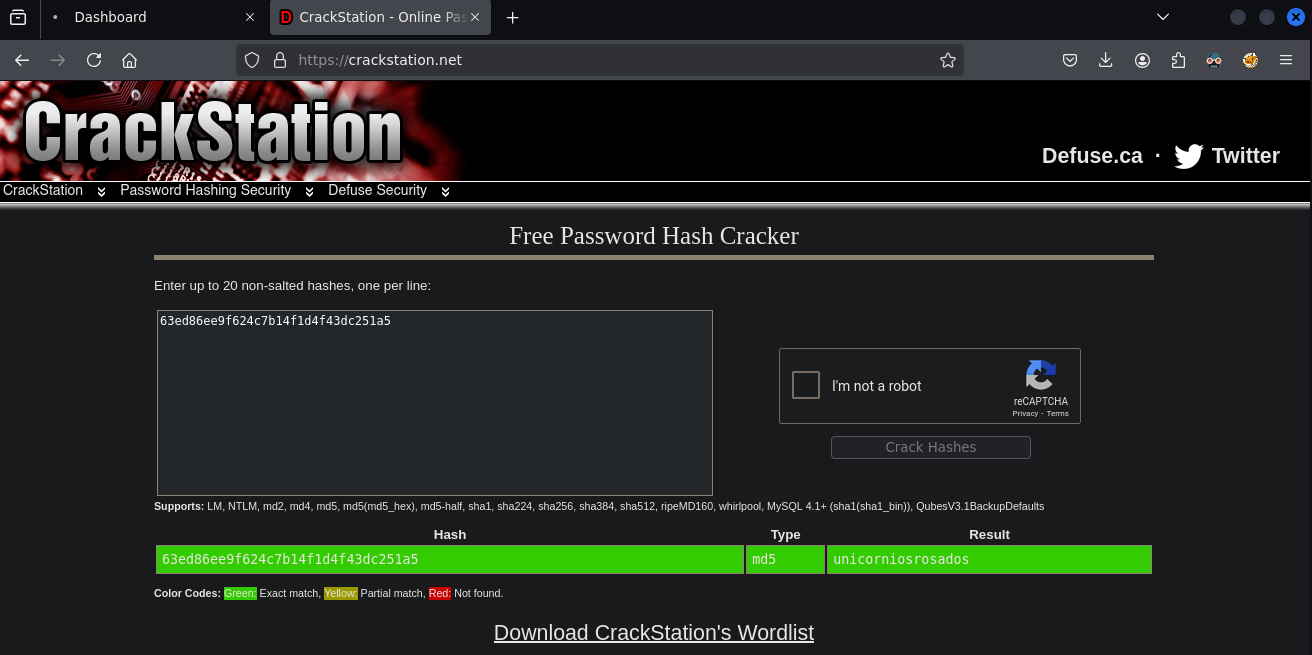 Dashboard
CrackStation - Online Pas
https://crackstation.net
CrackStation
Defuse.ca · Twitter
CrackStation Password Hashing Security Defuse Security
Free Password Hash Cracker
Enter up to 20 non-salted hashes, one per line:
63ed86ee9f624c7b14f1d4f43dc251a5
I'm not a robot
reCAPTCHA
Privacy - Terms
Crack Hashes
Supports: LM, NTLM, md2, md4, md5, md5(md5_hex), md5-half, sha1, sha224, sha256, sha384, sha512, ripeMD160, whirlpool, MySQL 4.1+ (sha1(sha1_bin)), QubesV3.1BackupDefaults
Hash Type Result
63ed86ee9f624c7b14f1d4f43dc251a5 md5 unicorniosrosados
Color Codes: Green: Exact match, Yellow: Partial match, Red: Not found.
Download CrackStation's Wordlist